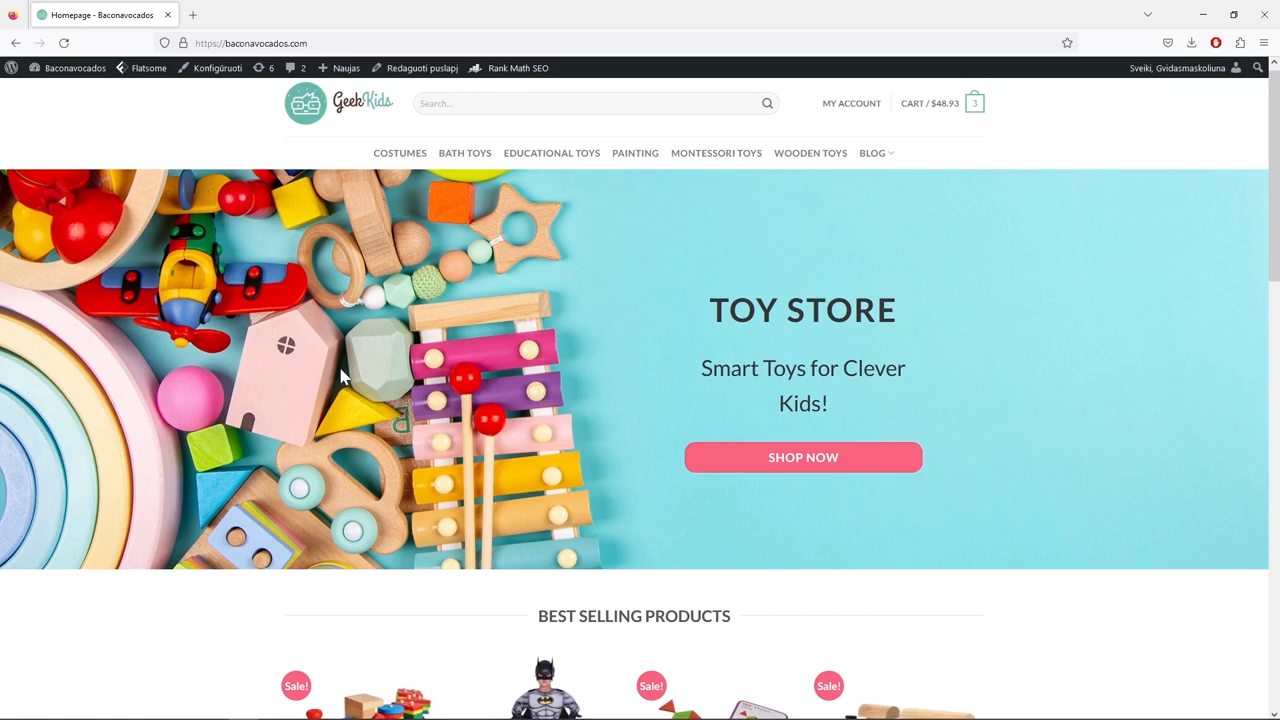 Homepage - Baconavocados
https://baconavocados.com
Baconavocados
Flatsome
Konfigūruoti
6
2
Naujas
Redaguoti puslapį
Rank Math SEO
Sveiki, Gvidasmaskoliuna
GeekKids
Search...
MY ACCOUNT
CART / $48.93
3
COSTUMES
BATH TOYS
EDUCATIONAL TOYS
PAINTING
MONTESSORI TOYS
WOODEN TOYS
BLOG
TOY STORE
Smart Toys for Clever
Kids!
SHOP NOW
BEST SELLING PRODUCTS
Sale!
Sale!
Sale!